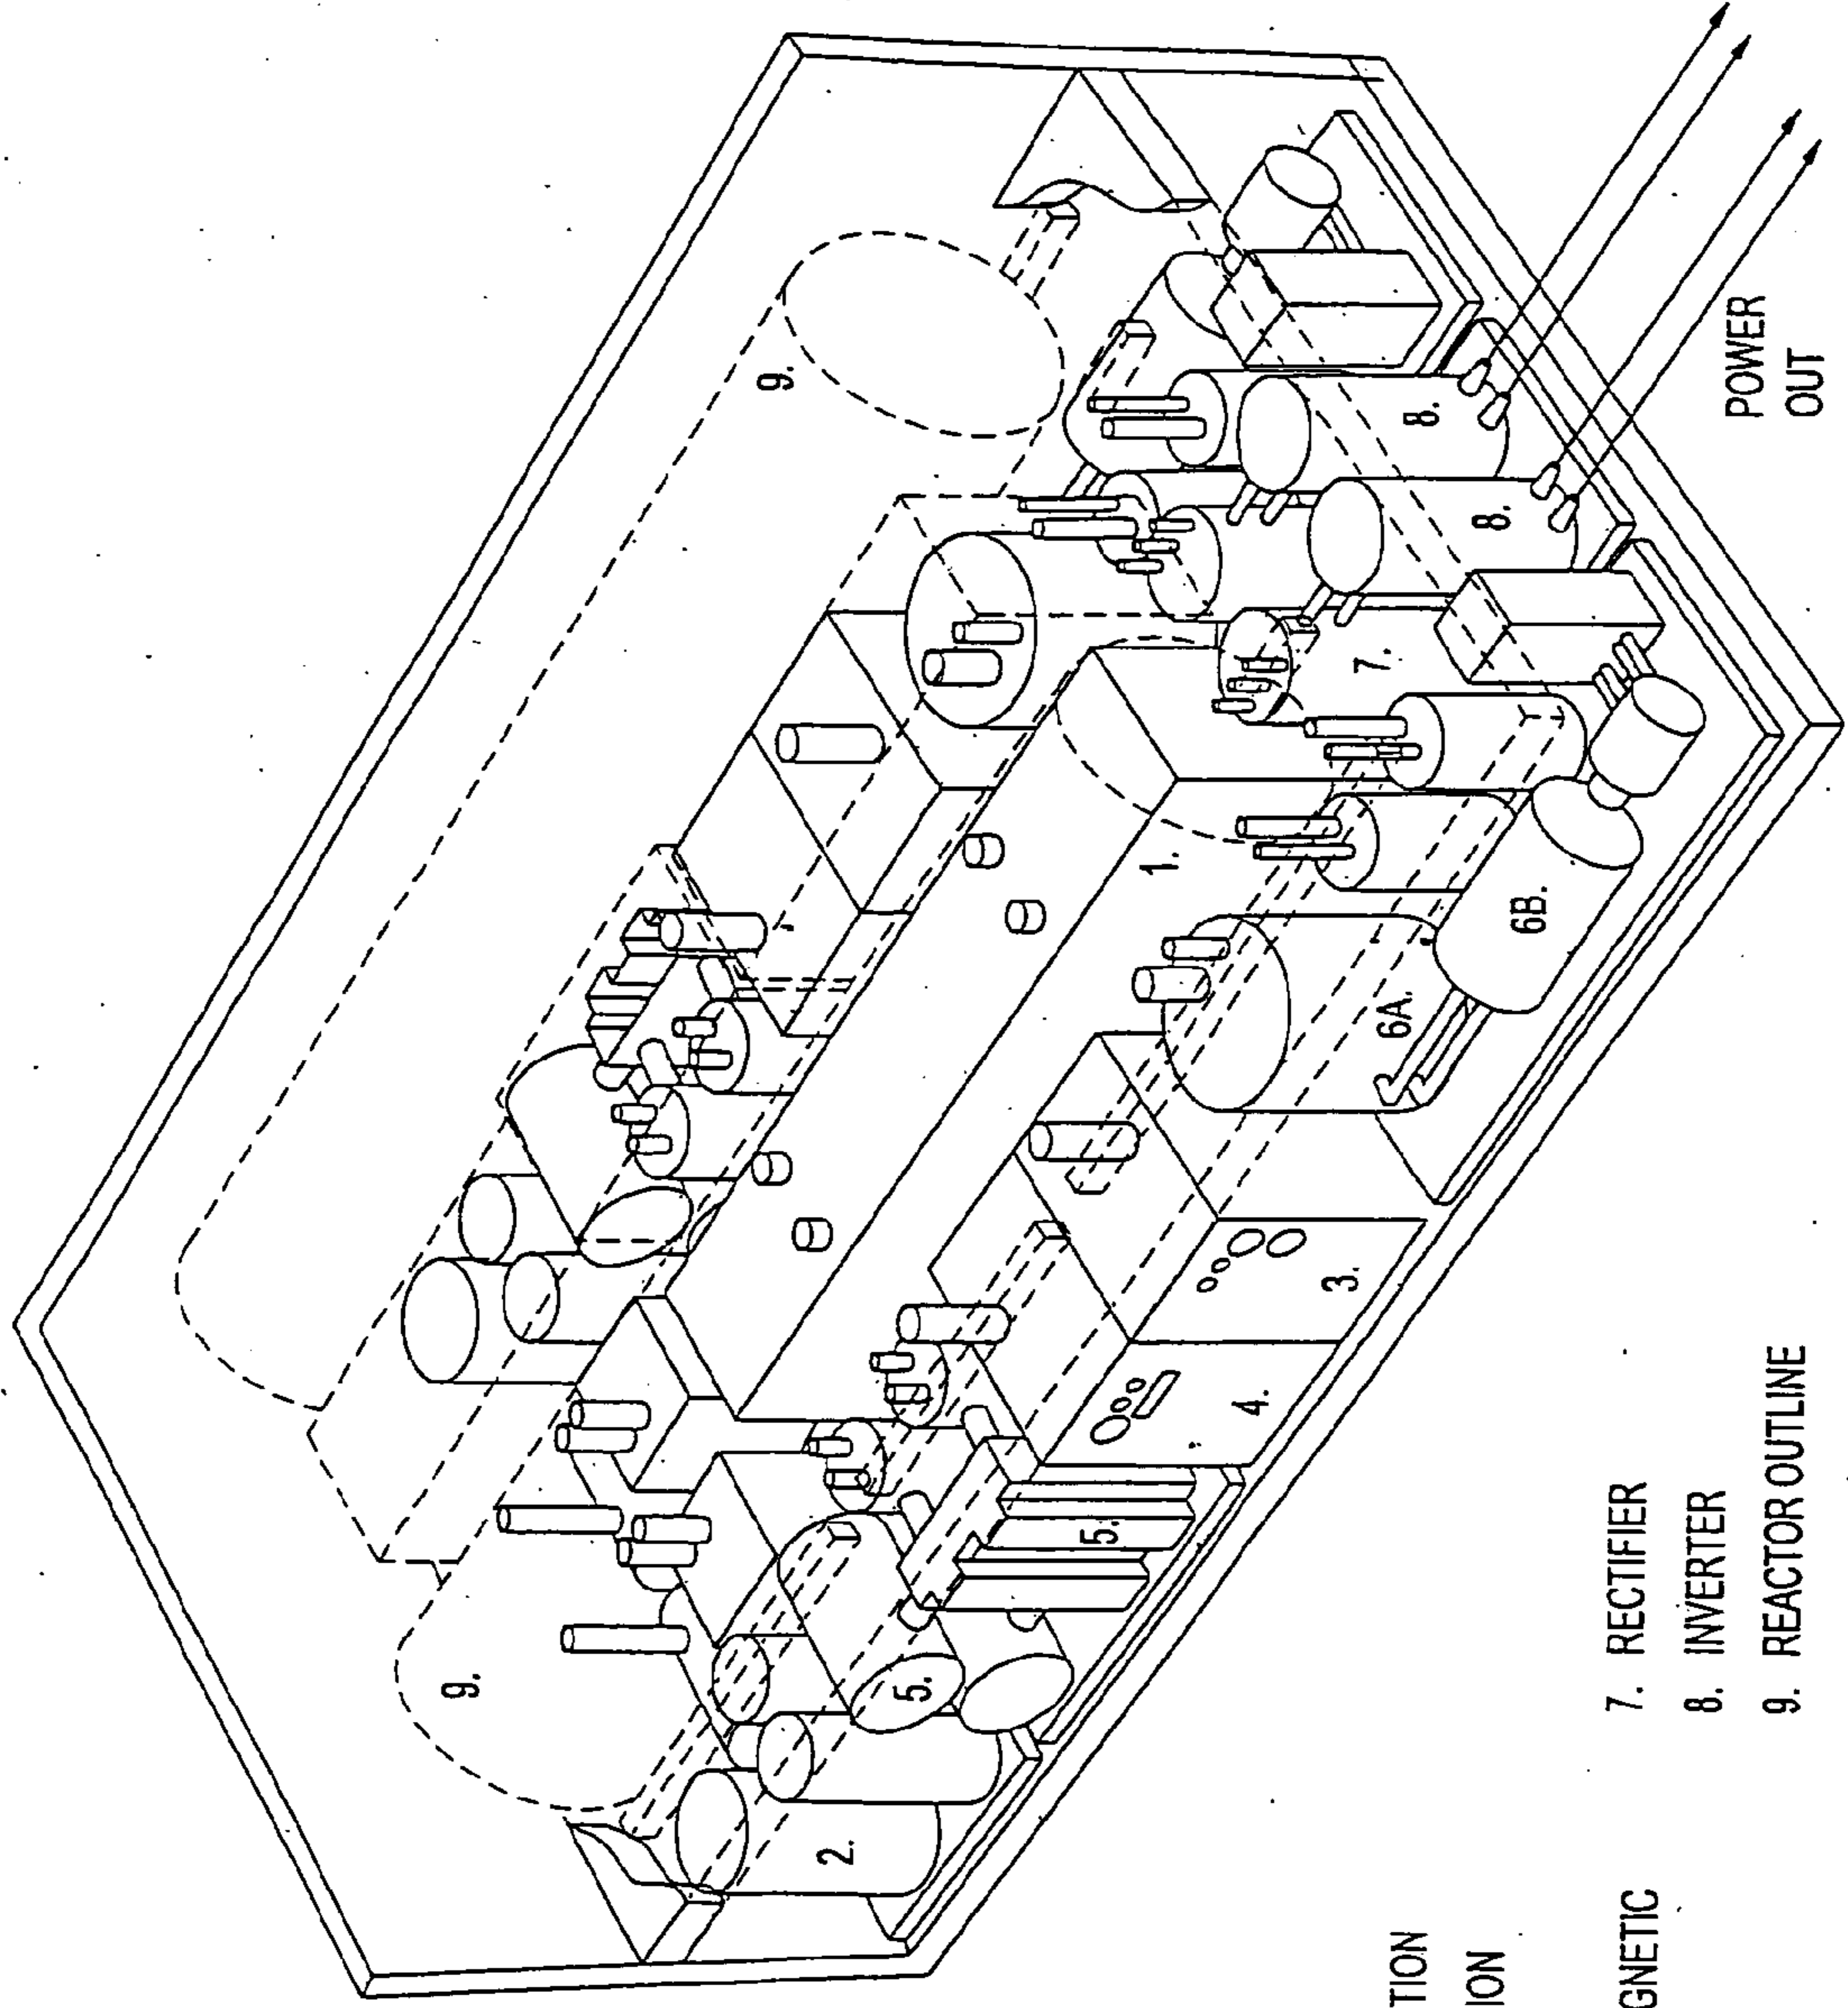 9.
9.
2.
5.
5.
1.
4.
3.
7.
6A.
8.
8.
6B.
POWER
OUT
TION
ION
GNETIC
7. RECTIFIER
8. INVERTER
9. REACTOR OUTLINE